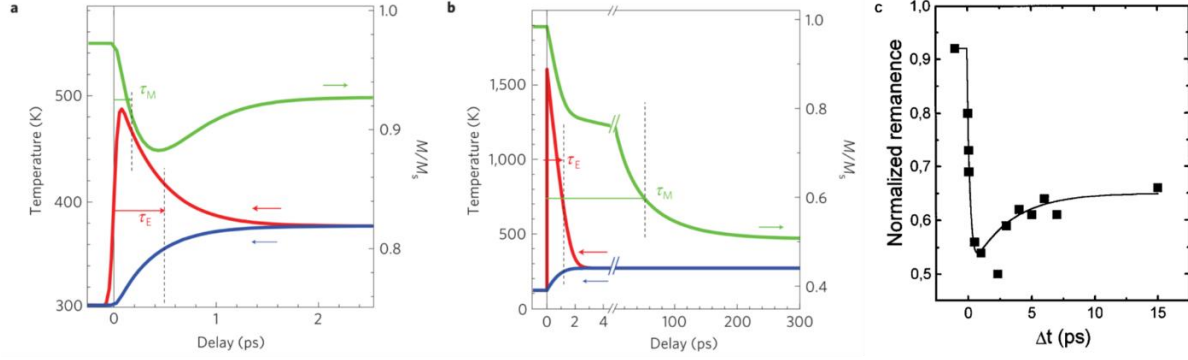 a
1.0
0.9
0.8
500
400
300
Temperature (K)
M/Ms
τM
τE
0
1
2
Delay (ps)
b
1.0
0.8
0.6
0.4
1,500
1,000
500
0
Temperature (K)
M/Ms
τE
τM
0
2
4
100
200
300
Delay (ps)
c
1,0
0,9
0,8
0,7
0,6
0,5
Normalized remanence
0
5
10
15
Δt (ps)